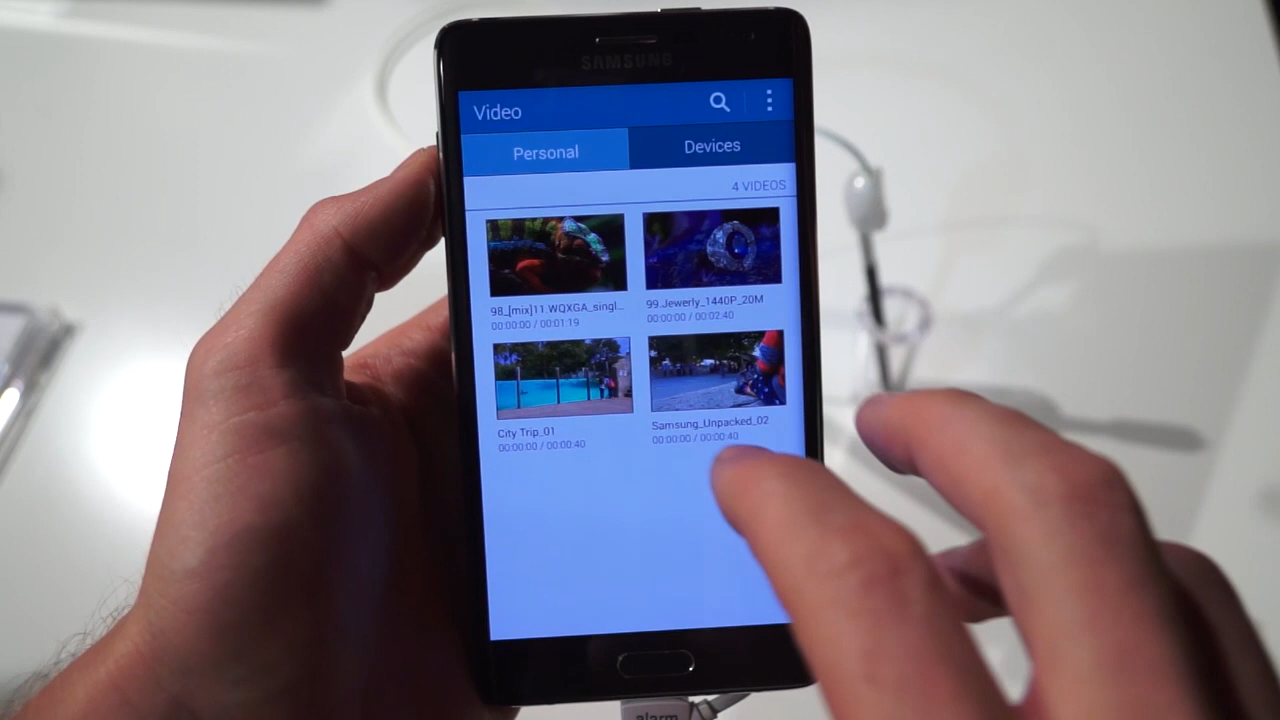 SAMSUNG
Video
Personal
Devices
4 VIDEOS
98_[mix]11.WQXGA_singl...
00:00:00 / 00:01:19
99.Jewerly_1440P_20M
00:00:00 / 00:02:40
City Trip_01
00:00:00 / 00:00:40
Samsung_Unpacked_02
00:00:00 / 00:00:40
alarm